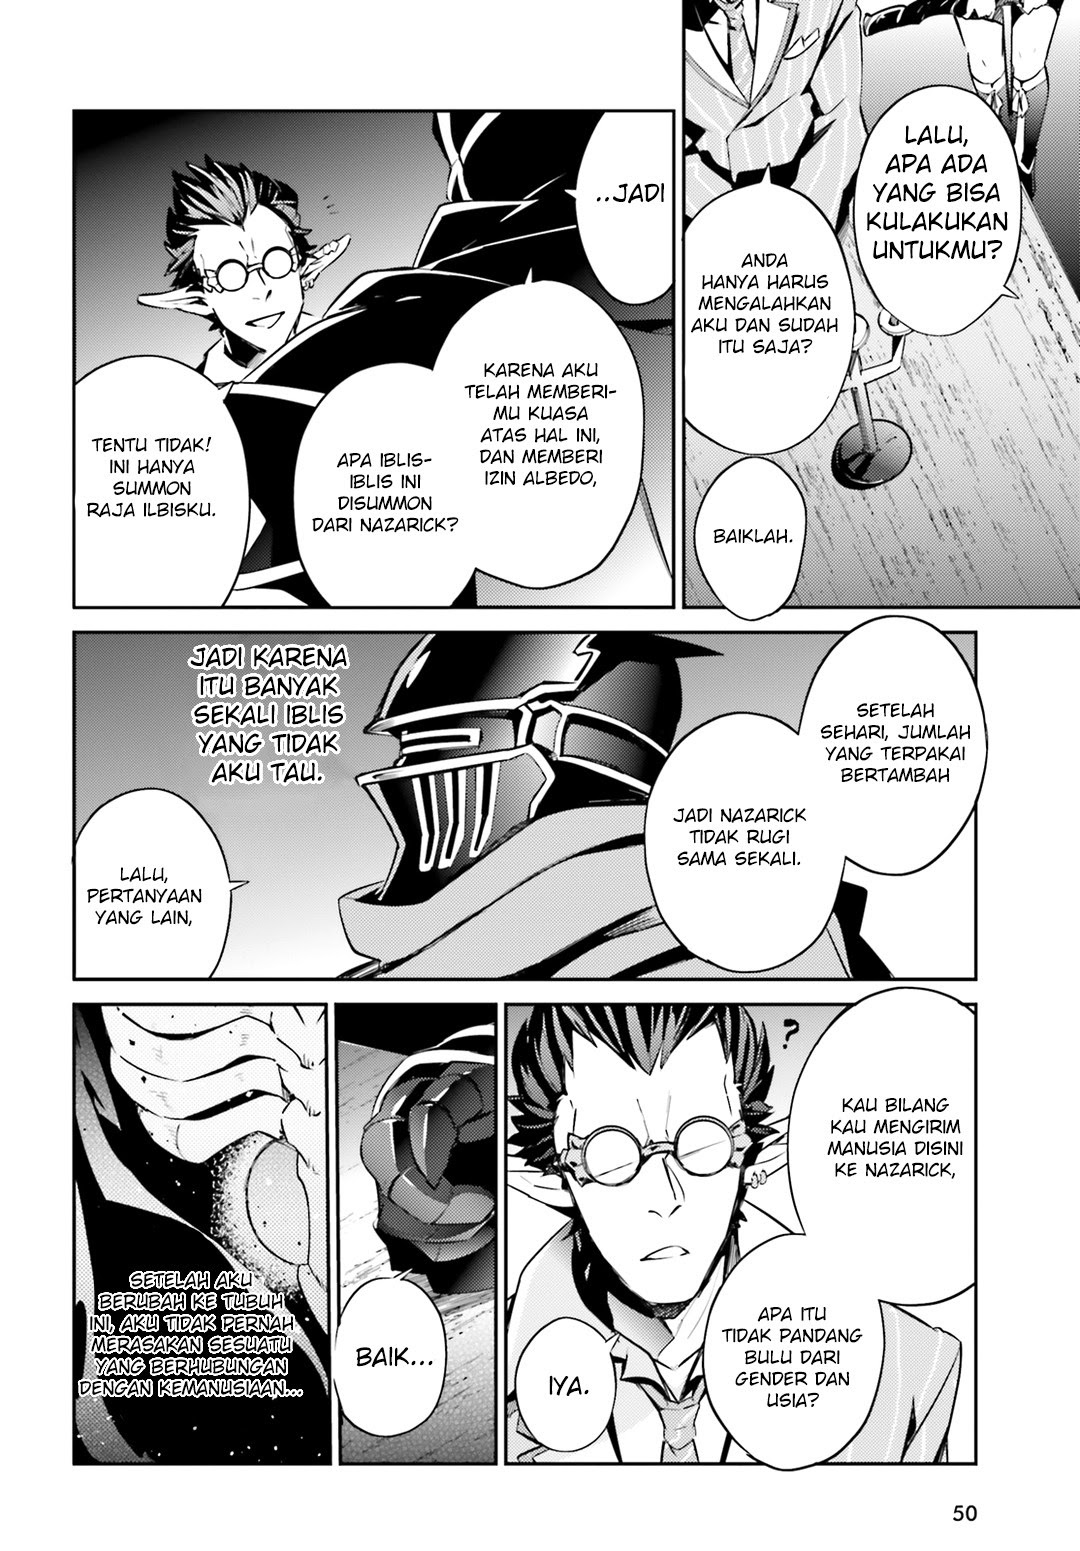 LALU,
APA ADA
YANG BISA
KULAKUKAN
UNTUKMU?
ANDA
HANYA HARUS
MENGALAHKAN
AKU DAN SUDAH
ITU SAJA?
BAIKLAH.
..JADI
KARENA AKU
TELAH MEMBERI-
MU KUASA
ATAS HAL INI,
DAN MEMBERI
IZIN ALBEDO,
APA IBLIS-
IBLIS INI
DISUMMON
DARI NAZARICK?
TENTU TIDAK!
INI HANYA
SUMMON
RAJA ILBISKU.
SETELAH
SEHARI, JUMLAH
YANG TERPAKAI
BERTAMBAH
JADI NAZARICK
TIDAK RUGI
SAMA SEKALI.
JADI KARENA
ITU BANYAK
SEKALI IBLIS
YANG TIDAK
AKU TAU.
LALU,
PERTANYAAN
YANG LAIN,
?
KAU BILANG
KAU MENGIRIM
MANUSIA DISINI
KE NAZARICK,
APA ITU
TIDAK PANDANG
BULU DARI
GENDER DAN
USIA?
IYA.
BAIK...
SETELAH AKU
BERUBAH KE TUBUH
INI, AKU TIDAK PERNAH
MERASAKAN SESUATU
YANG BERHUBUNGAN
DENGAN KEMANUSIAAN...
50